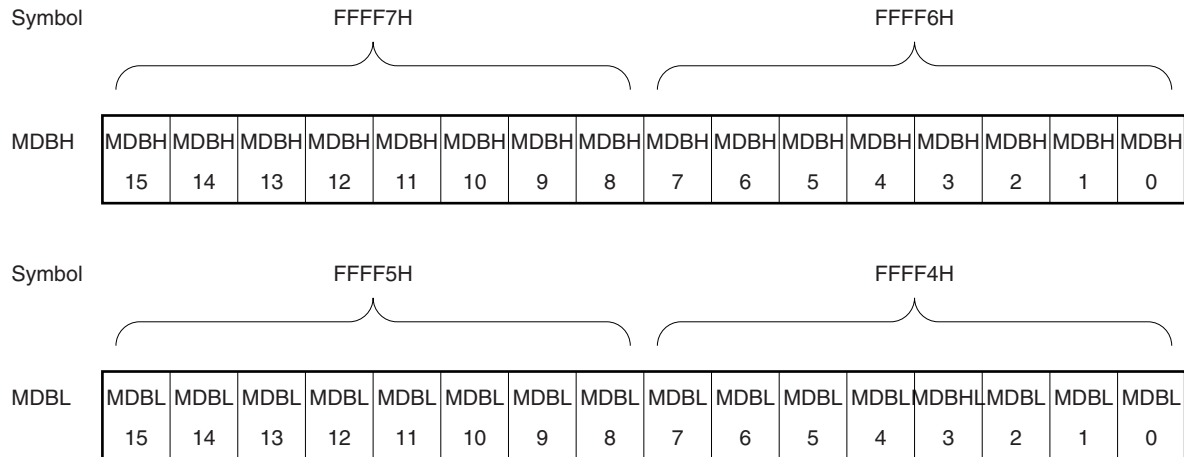 Symbol FFFF7H FFFF6H
MDBH MDBH MDBH MDBH MDBH MDBH MDBH MDBH MDBH MDBH MDBH MDBH MDBH MDBH MDBH MDBH MDBH
15 14 13 12 11 10 9 8 7 6 5 4 3 2 1 0
Symbol FFFF5H FFFF4H
MDBL MDBL MDBL MDBL MDBL MDBL MDBL MDBL MDBL MDBL MDBL MDBL MDBL MDBHL MDBL MDBL MDBL
15 14 13 12 11 10 9 8 7 6 5 4 3 2 1 0